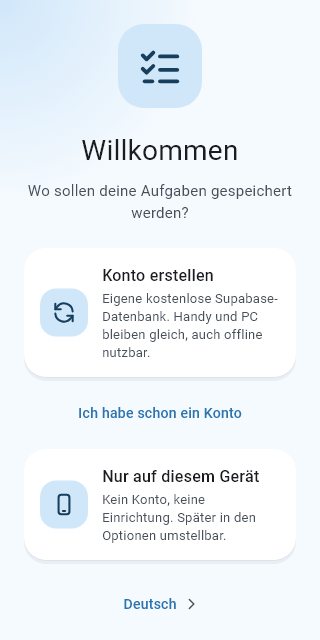 Willkommen
Wo sollen deine Aufgaben gespeichert
werden?
Konto erstellen
Eigene kostenlose Supabase-
Datenbank. Handy und PC
bleiben gleich, auch offline
nutzbar.
Ich habe schon ein Konto
Nur auf diesem Gerät
Kein Konto, keine
Einrichtung. Später in den
Optionen umstellbar.
Deutsch